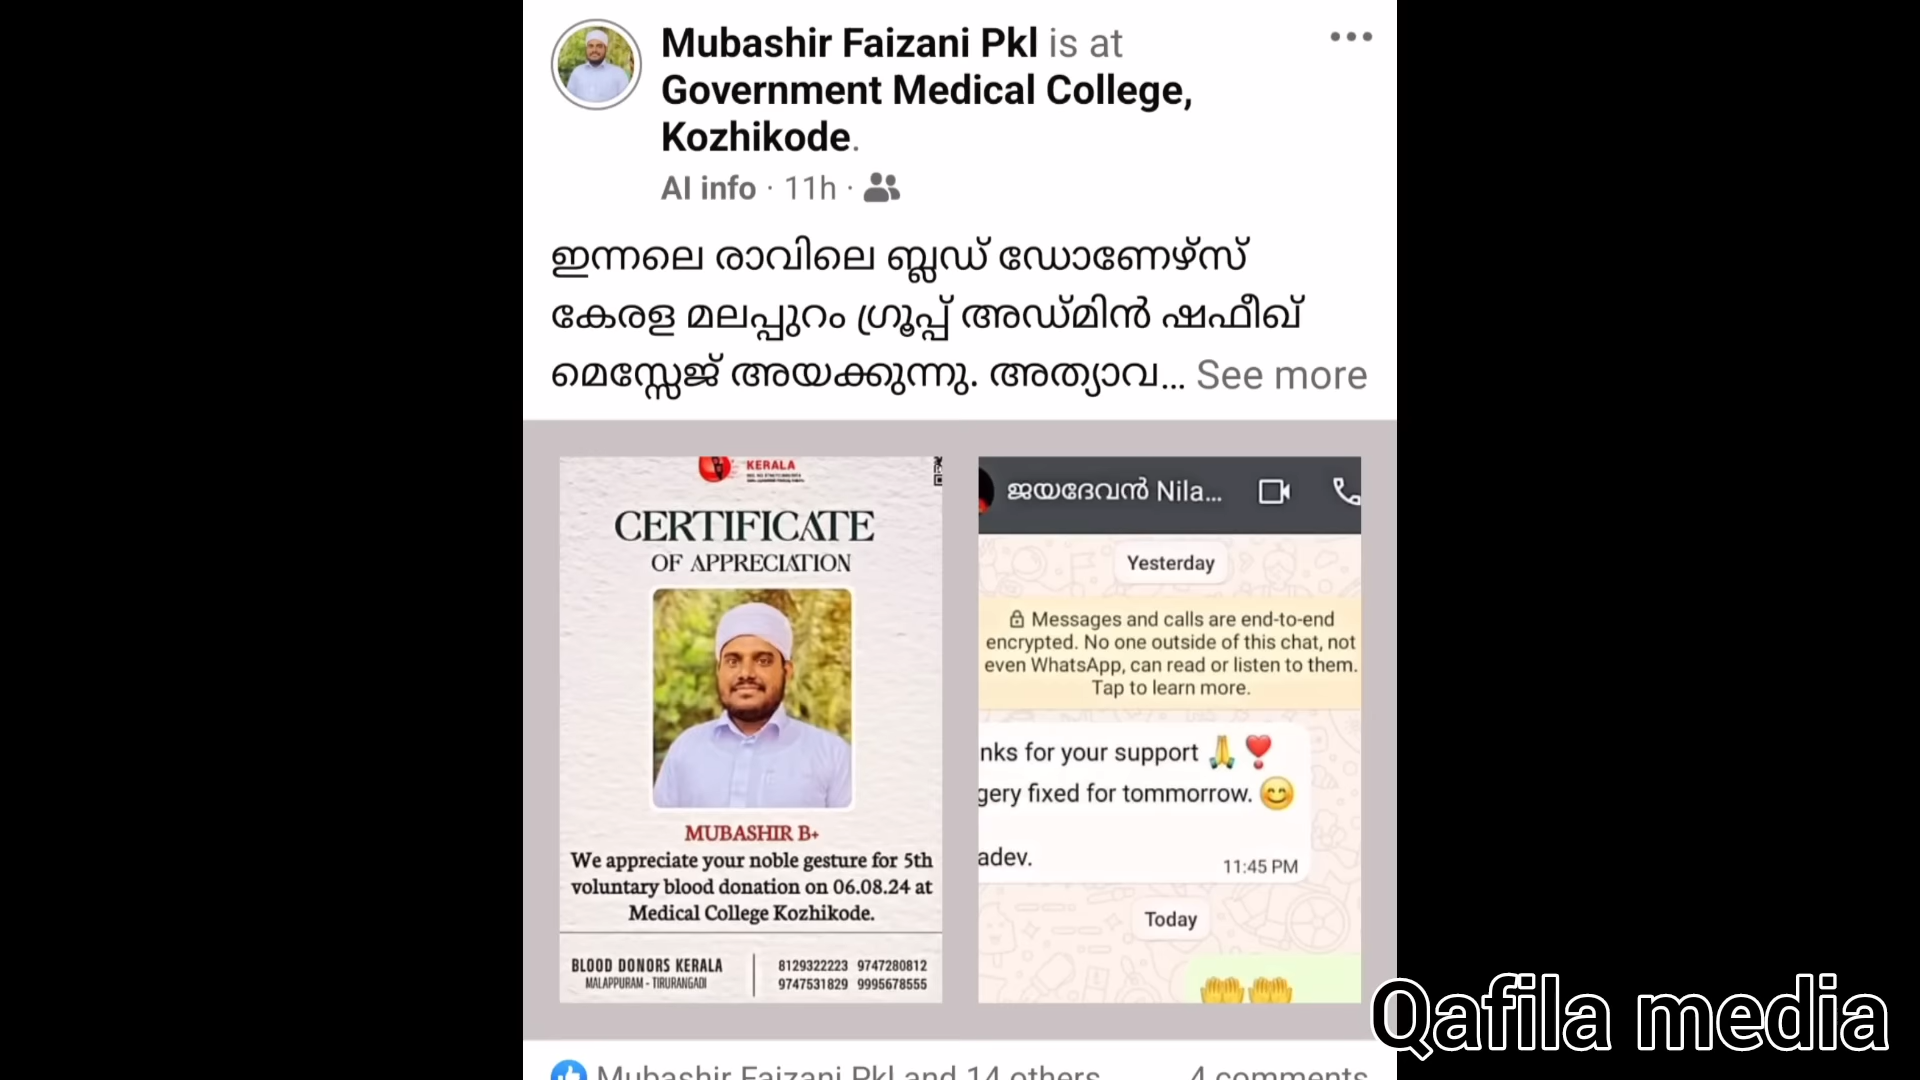 Mubashir Faizani Pkl is at
Government Medical College,
Kozhikode.
AI info · 11h ·
ഇന്നലെ രാവിലെ ബ്ലഡ് ഡോണേഴ്സ്
കേരള മലപ്പുറം ഗ്രൂപ്പ് അഡ്മിൻ ഷഫീഖ്
മെസ്സേജ് അയക്കുന്നു. അത്യാവ... See more
KERALA
CERTIFICATE
OF APPRECIATION
MUBASHIR B+
We appreciate your noble gesture for 5th
voluntary blood donation on 06.08.24 at
Medical College Kozhikode.
BLOOD DONORS KERALA
MALAPPURAM - TIRURANGADI
8129322223 9747280812
9747531829 9995678555
ജയദേവൻ Nila...
Yesterday
Messages and calls are end-to-end
encrypted. No one outside of this chat, not
even WhatsApp, can read or listen to them.
Tap to learn more.
nks for your support 🙏❣️
gery fixed for tommorrow. 😊
adev.
11:45 PM
Today
🤲🤲
Mubashir Faizani Pkl and 14 others
4 comments
Qafila media